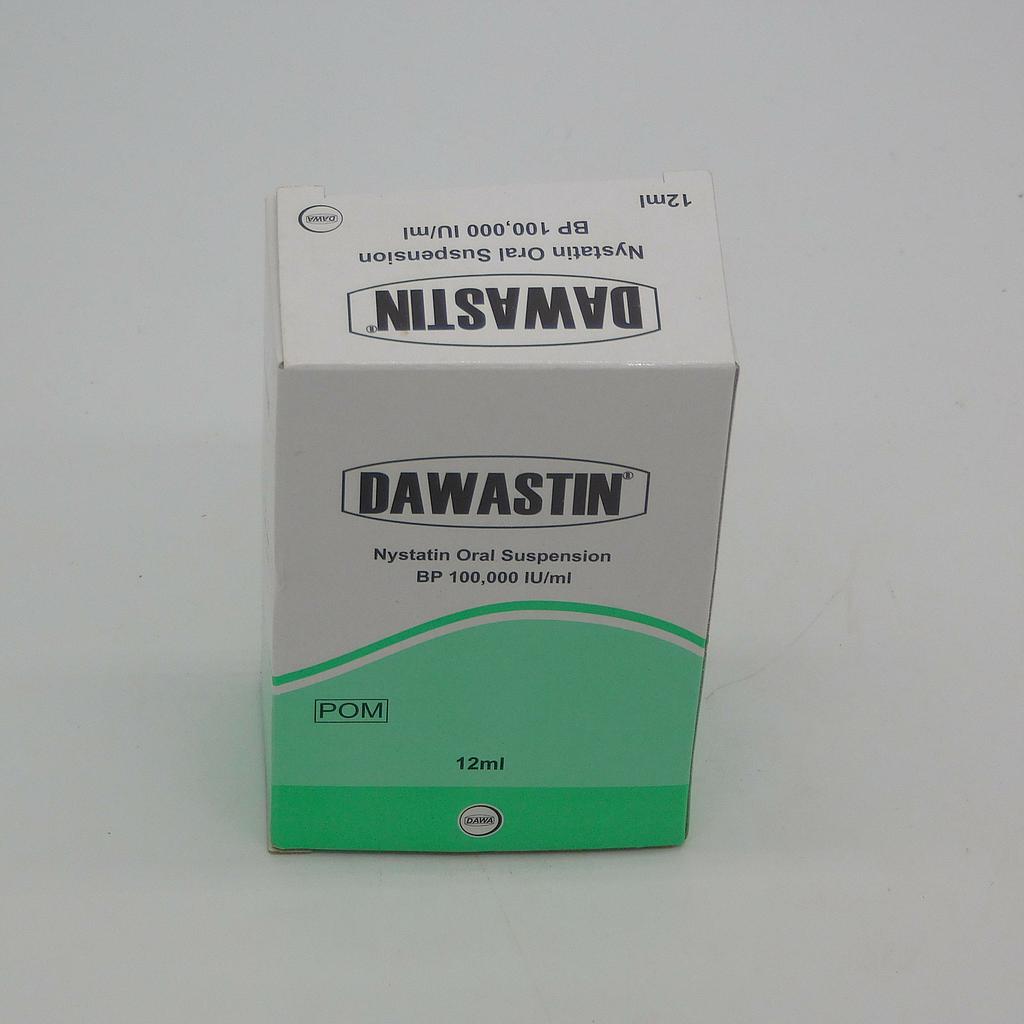 12ml
DAWA
BP 100,000 IU/ml
Nystatin Oral Suspension
DAWASTIN®
DAWASTIN®
Nystatin Oral Suspension
BP 100,000 IU/ml
POM
12ml
DAWA